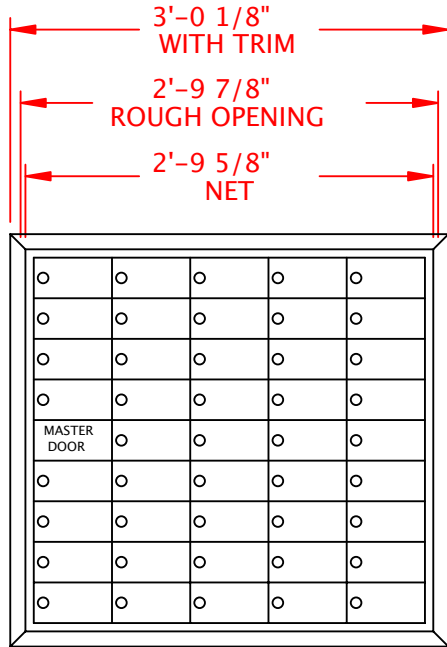 3'-0 1/8"
WITH TRIM
2'-9 7/8"
ROUGH OPENING
2'-9 5/8"
NET
MASTER
DOOR